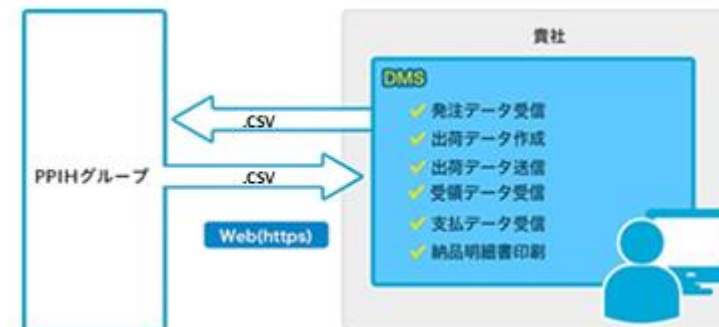 貴社
DMS
発注データ受信
出荷データ作成
出荷データ送信
受領データ受信
支払データ受信
納品明細書印刷
.CSV
.CSV
PPIHグループ
Web(https)